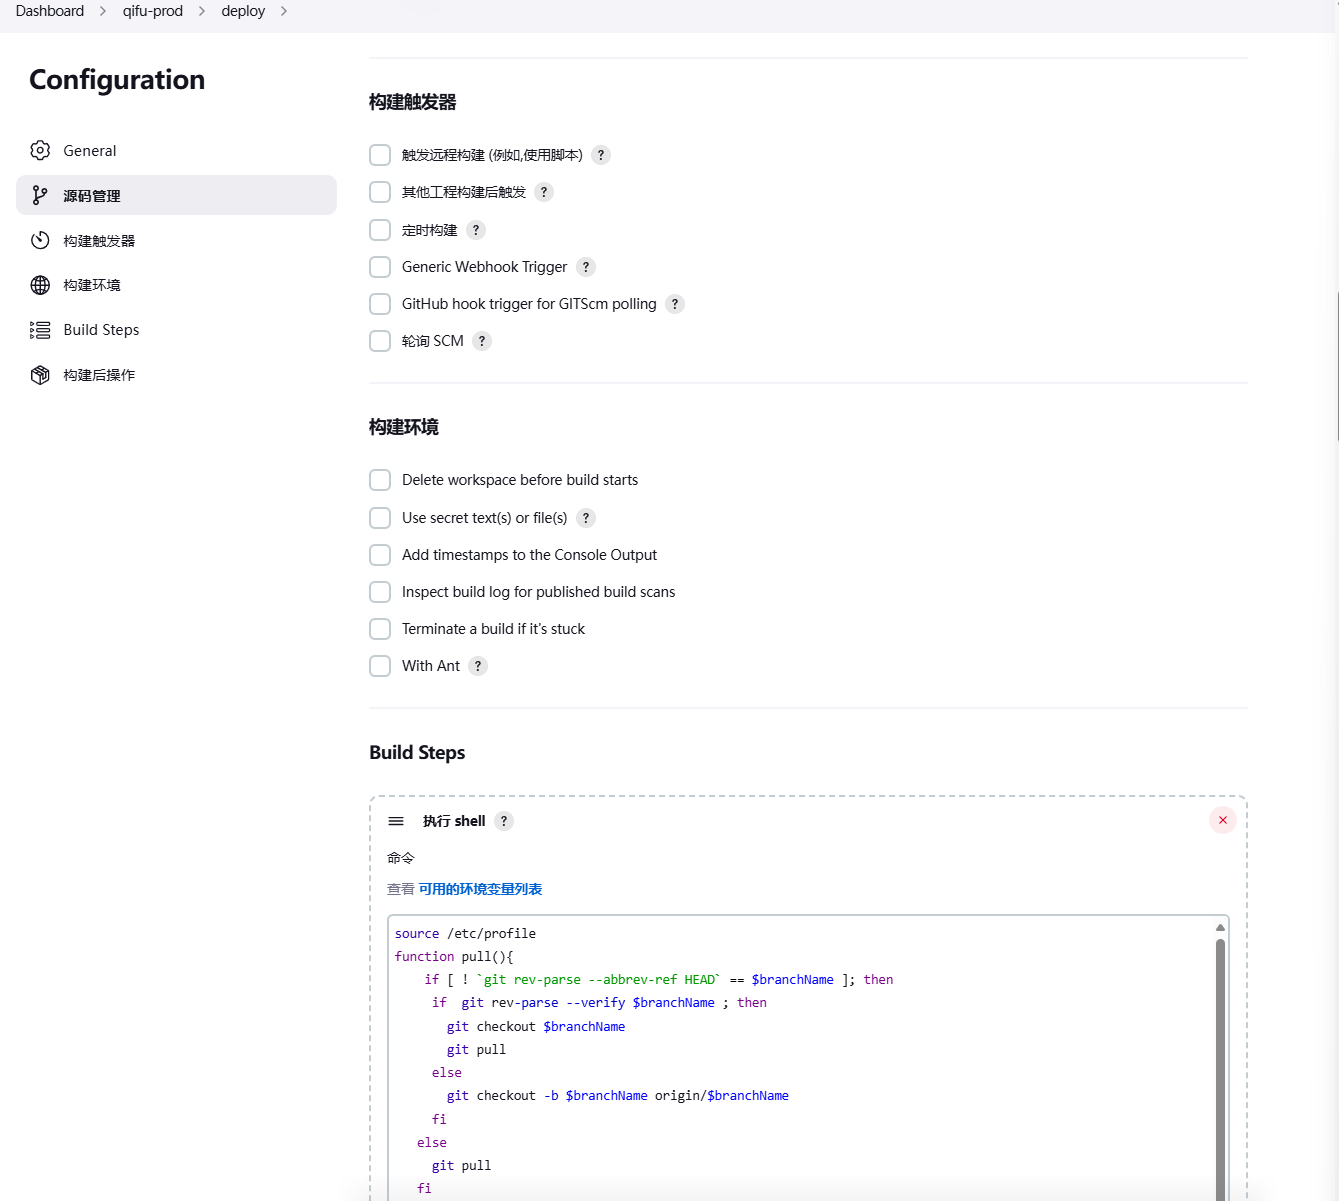 Dashboard > qifu-prod > deploy >
Configuration
General
源码管理
构建触发器
构建环境
Build Steps
构建后操作
构建触发器
触发远程构建 (例如,使用脚本) ?
其他工程构建后触发 ?
定时构建 ?
Generic Webhook Trigger ?
GitHub hook trigger for GITScm polling ?
轮询 SCM ?
构建环境
Delete workspace before build starts
Use secret text(s) or file(s) ?
Add timestamps to the Console Output
Inspect build log for published build scans
Terminate a build if it's stuck
With Ant ?
Build Steps
执行 shell ?
命令
查看 可用的环境变量列表
source /etc/profile
function pull(){
    if [ ! `git rev-parse --abbrev-ref HEAD` == $branchName ]; then
     if  git rev-parse --verify $branchName ; then
       git checkout $branchName
       git pull
     else
       git checkout -b $branchName origin/$branchName
     fi
   else
     git pull
   fi